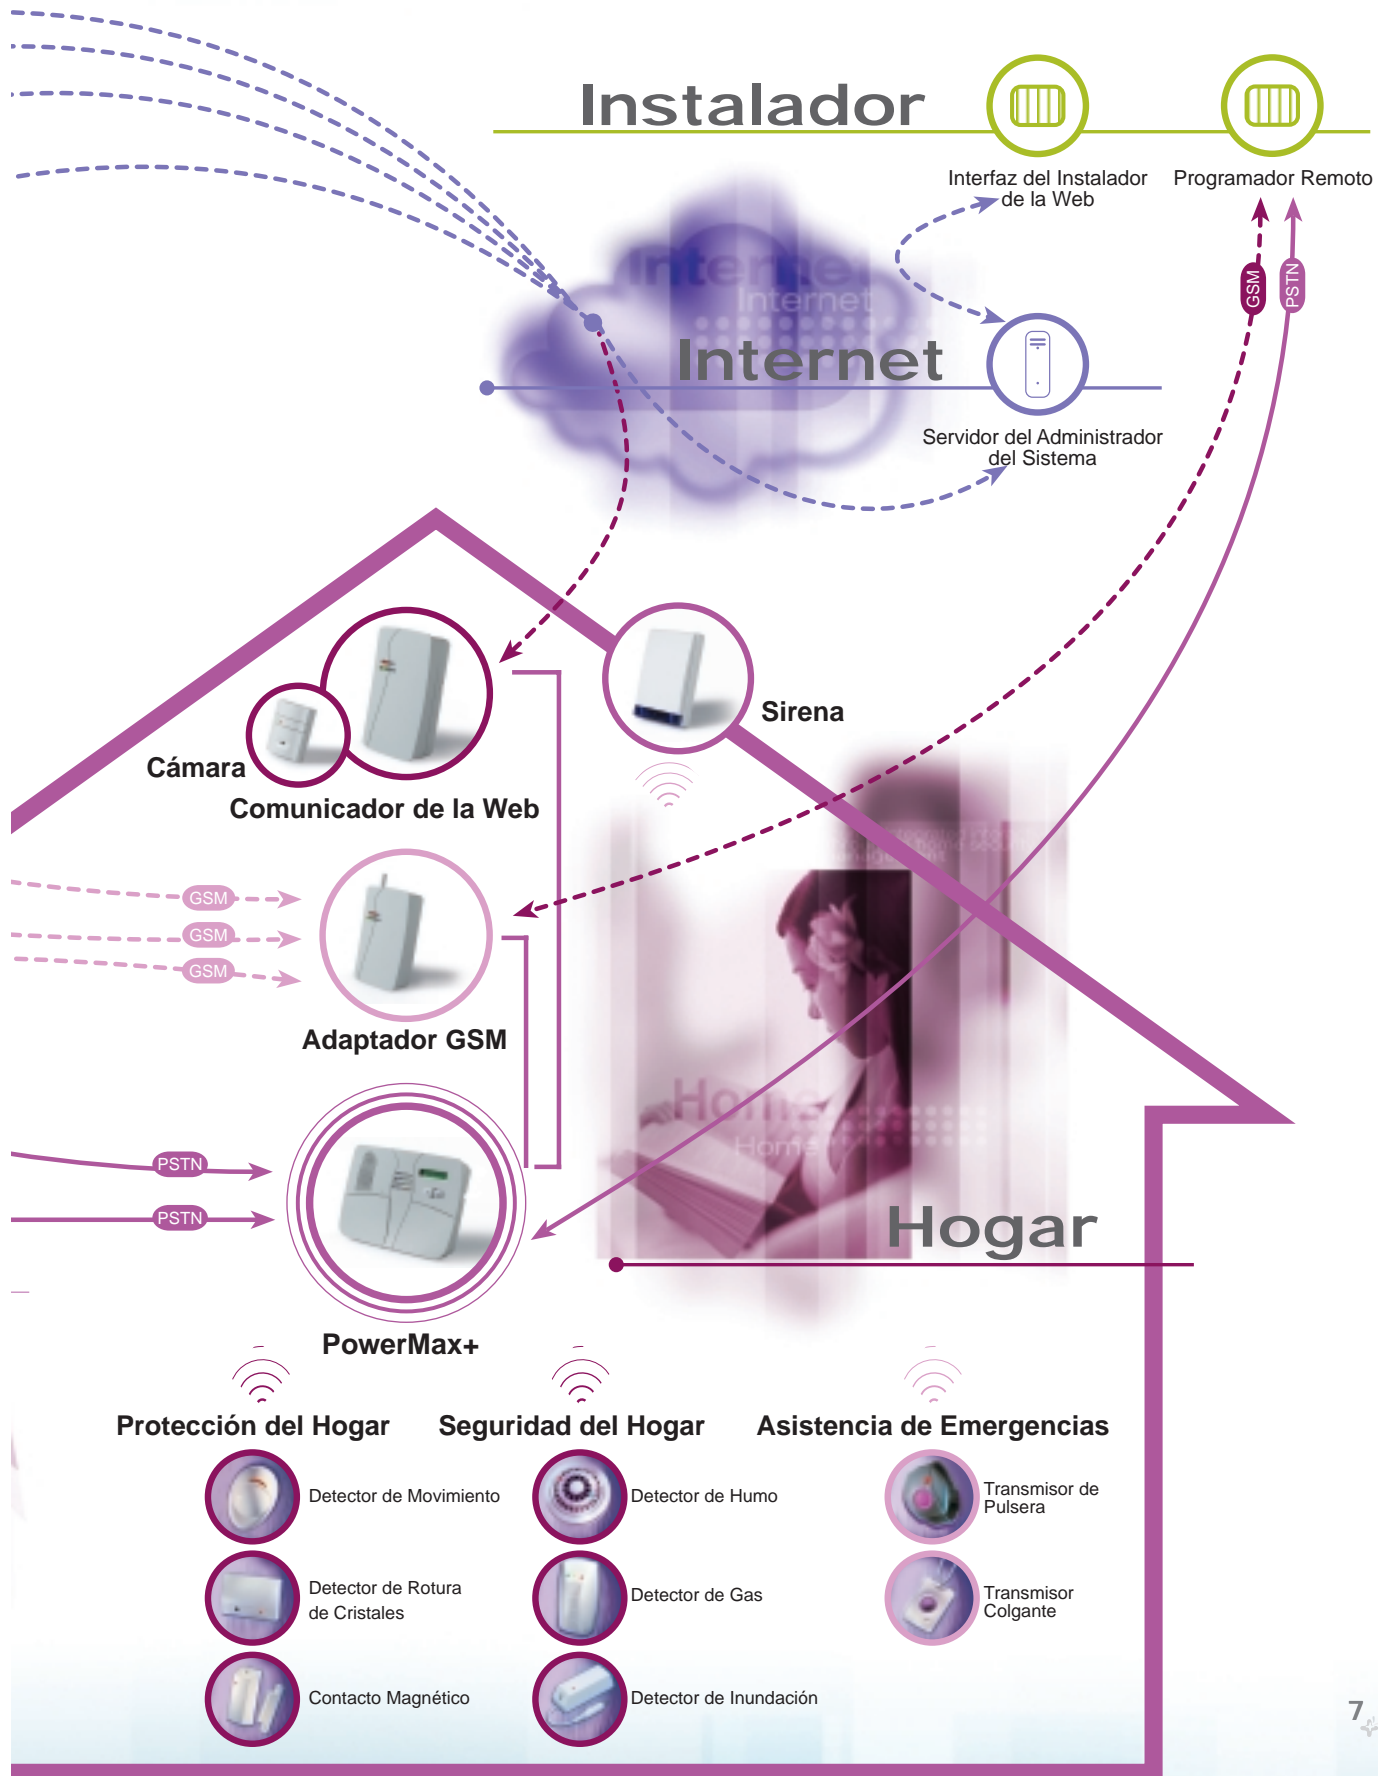 Instalador
Interfaz del Instalador
de la Web
Programador Remoto
GSM
PSTN
Internet
Internet
Internet
Servidor del Administrador
del Sistema
Sirena
Cámara
Comunicador de la Web
GSM
GSM
GSM
Adaptador GSM
Home
Home
PSTN
PSTN
Hogar
PowerMax+
Protección del Hogar
Seguridad del Hogar
Asistencia de Emergencias
Detector de Movimiento
Detector de Humo
Transmisor de
Pulsera
Detector de Rotura
de Cristales
Detector de Gas
Transmisor
Colgante
Contacto Magnético
Detector de Inundación
7